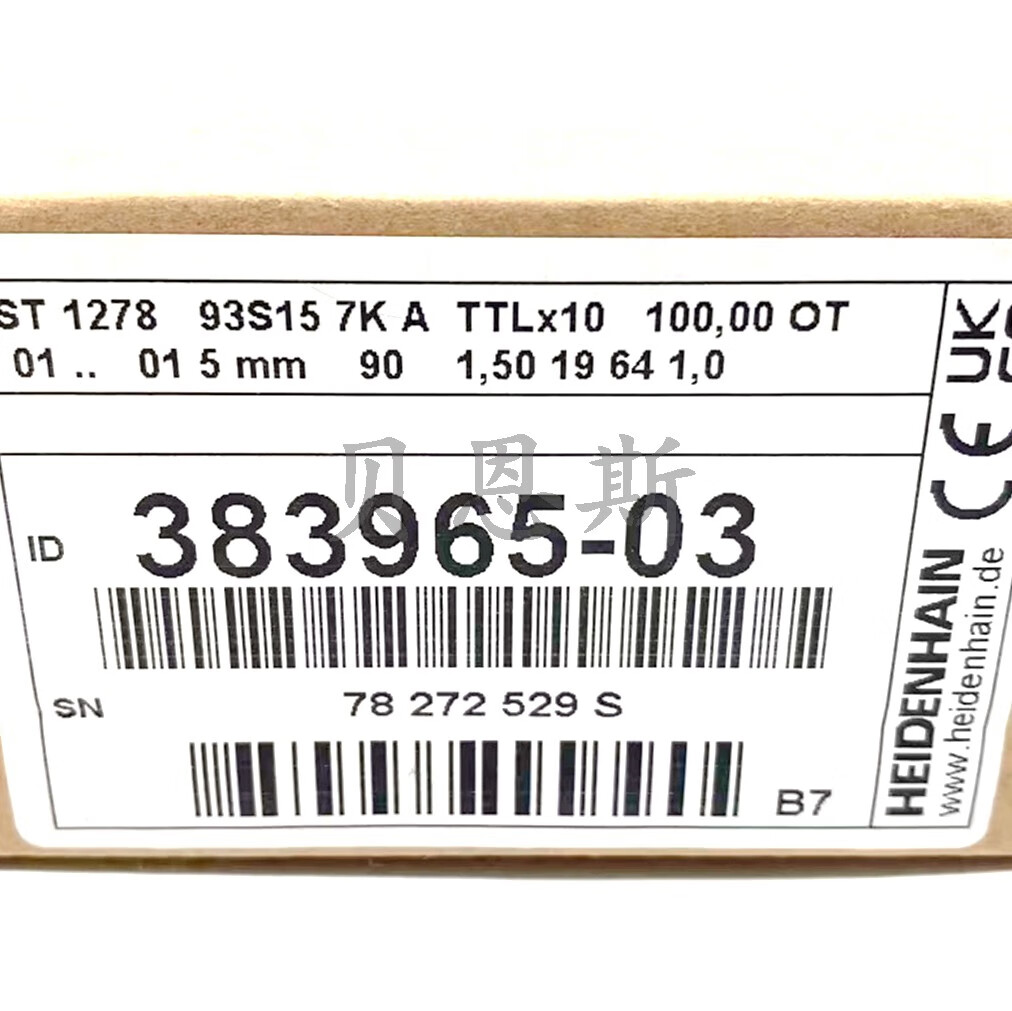 ST 1278 93S15 7K A TTLx10 100,00 OT
01 .. 01 5 mm 90 1,50 19 64 1,0
贝恩斯
ID 383965-03
SN 78 272 529 S
B7
HEIDENHAIN
www.heidenhain.de
CE
UK